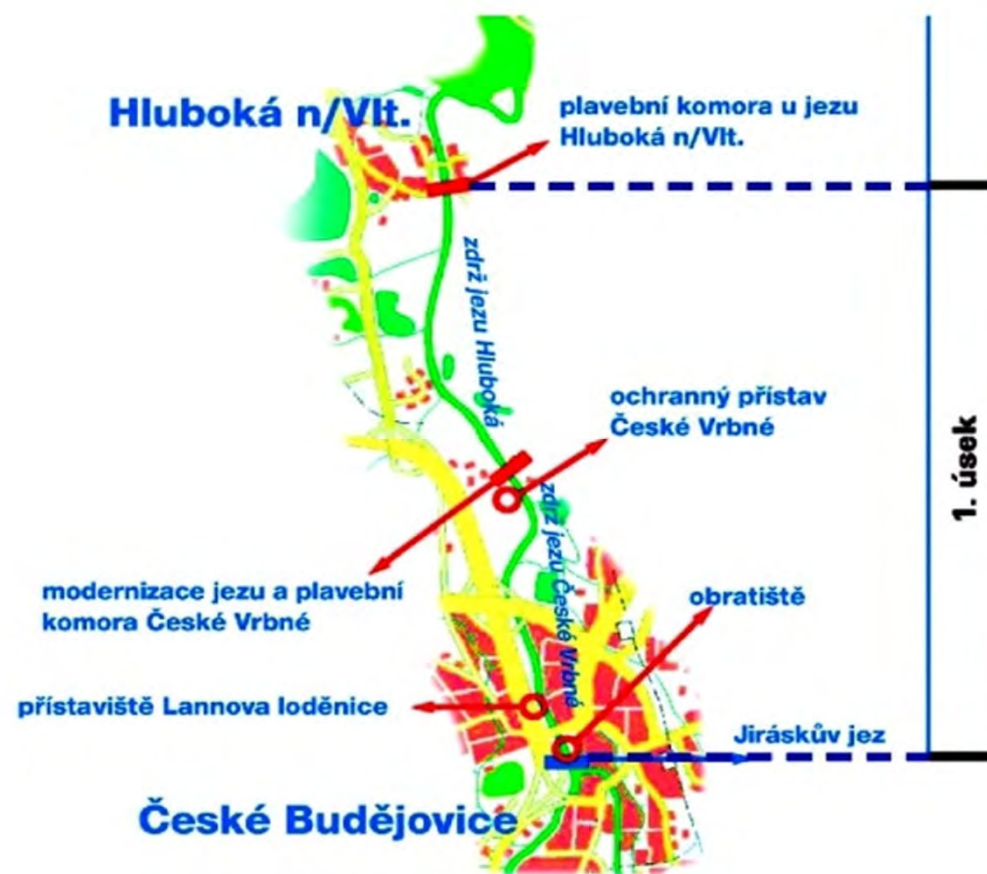 Hluboká n/Vlt.
plavební komora u jezu
Hluboká n/Vlt.
zdrž jezu Hluboká
ochranný přístav
České Vrbné
1. úsek
zdrž jezu České Vrbné
modernizace jezu a plavební
komora České Vrbné
obratiště
přístaviště Lannova loděnice
Jiráskův jez
České Budějovice